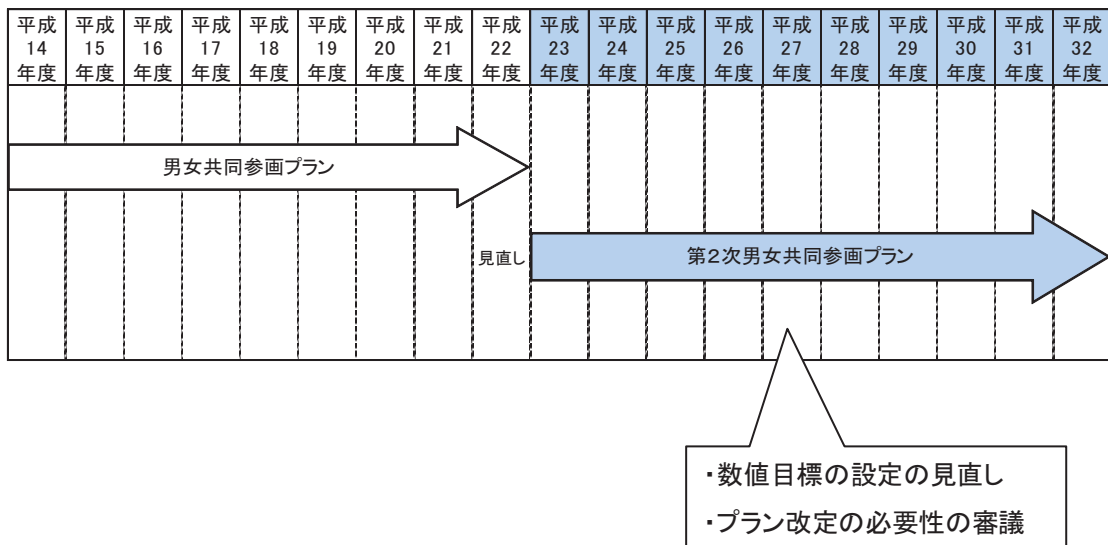 平成 平成 平成 平成 平成 平成 平成 平成 平成 平成 平成 平成 平成 平成 平成 平成 平成 平成 平成
14 15 16 17 18 19 20 21 22 23 24 25 26 27 28 29 30 31 32
年度 年度 年度 年度 年度 年度 年度 年度 年度 年度 年度 年度 年度 年度 年度 年度 年度 年度 年度
男女共同参画プラン
見直し
第2次男女共同参画プラン
・数値目標の設定の見直し
・プラン改定の必要性の審議